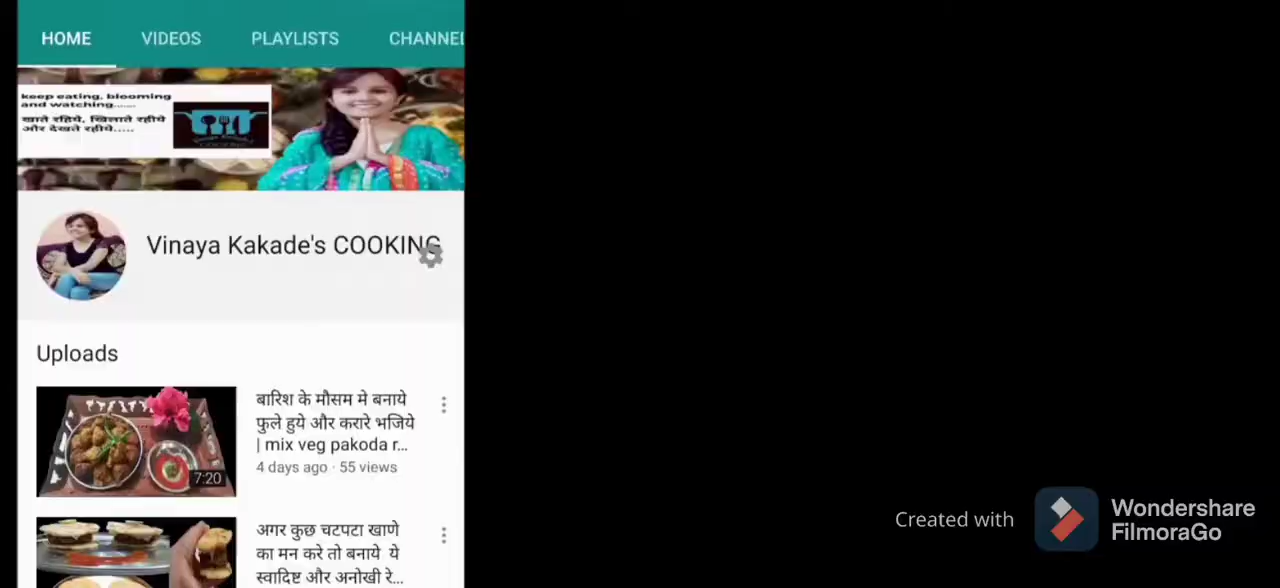 HOME VIDEOS PLAYLISTS CHANNEL
keep eating, blooming
and watching......
खाते रहिये, खिलाते रहीये
और देखते रहीये.....
COOKING
Vinaya Kakade's COOKING
Uploads
बारिश के मौसम मे बनाये
फुले हुये और करारे भजिये
| mix veg pakoda r...
4 days ago · 55 views
7:20
अगर कुछ चटपटा खाणे
का मन करे तो बनाये ये
स्वादिष्ट और अनोखी रे...
Created with
Wondershare
FilmoraGo